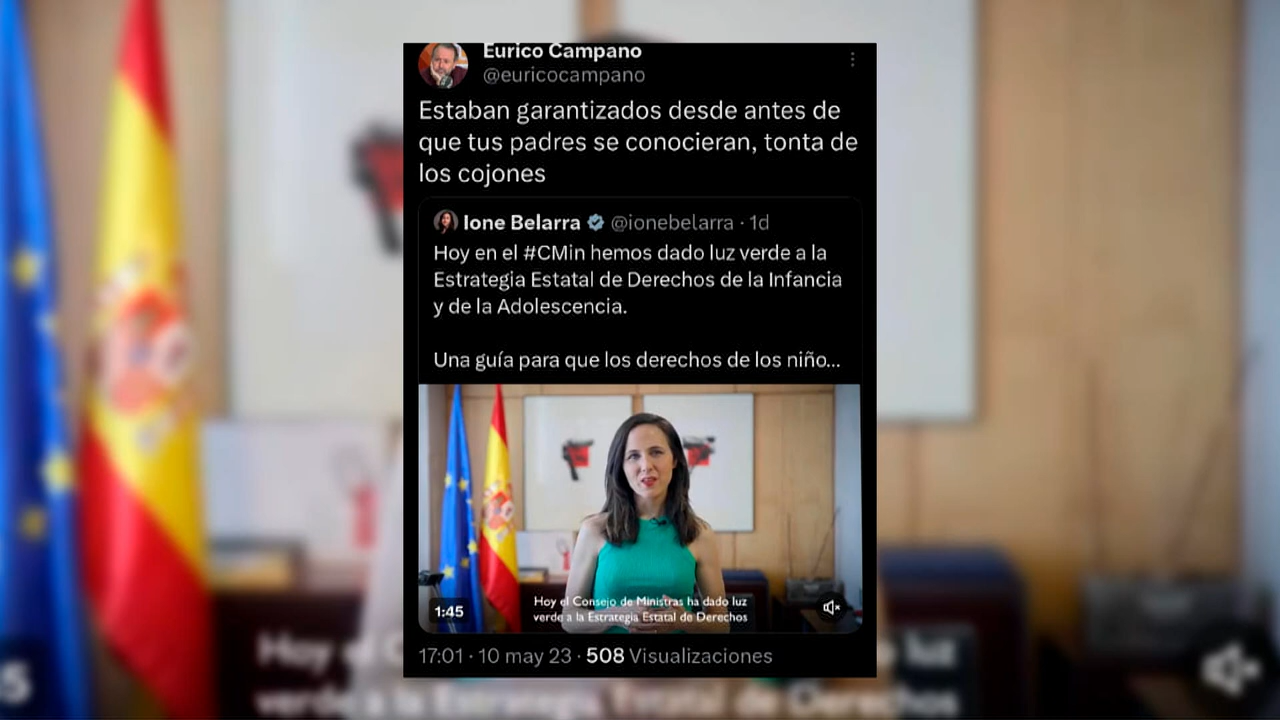 Eurico Campano
@euricocampano
Estaban garantizados desde antes de
que tus padres se conocieran, tonta de
los cojones
Ione Belarra @ionebelarra · 1d
Hoy en el #CMin hemos dado luz verde a la
Estrategia Estatal de Derechos de la Infancia
y de la Adolescencia.
Una guía para que los derechos de los niño...
1:45
Hoy el Consejo de Ministras ha dado luz
verde a la Estrategia Estatal de Derechos
17:01 · 10 may 23 · 508 Visualizaciones